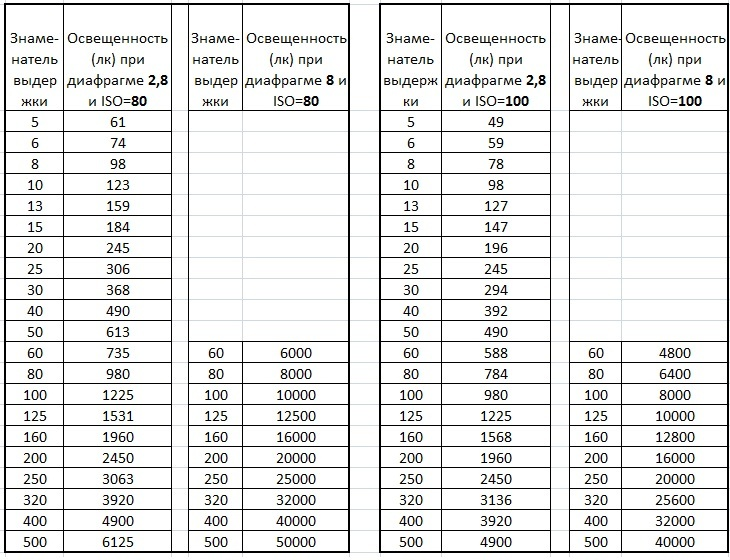 Знаме- Освещенность Знаме- Освещенность Знаме- Освещенность Знаме- Освещенность
натель (лк) при натель (лк) при натель (лк) при натель (лк) при
выдер диафрагме 2,8 выдер диафрагме 8 и выдерж диафрагме 2,8 выдер диафрагме 8 и
жки и ISO=80 жки ISO=80 ки и ISO=100 жки ISO=100
5 61 5 49
6 74 6 59
8 98 8 78
10 123 10 98
13 159 13 127
15 184 15 147
20 245 20 196
25 306 25 245
30 368 30 294
40 490 40 392
50 613 50 490
60 735 60 6000 60 588 60 4800
80 980 80 8000 80 784 80 6400
100 1225 100 10000 100 980 100 8000
125 1531 125 12500 125 1225 125 10000
160 1960 160 16000 160 1568 160 12800
200 2450 200 20000 200 1960 200 16000
250 3063 250 25000 250 2450 250 20000
320 3920 320 32000 320 3136 320 25600
400 4900 400 40000 400 3920 400 32000
500 6125 500 50000 500 4900 500 40000